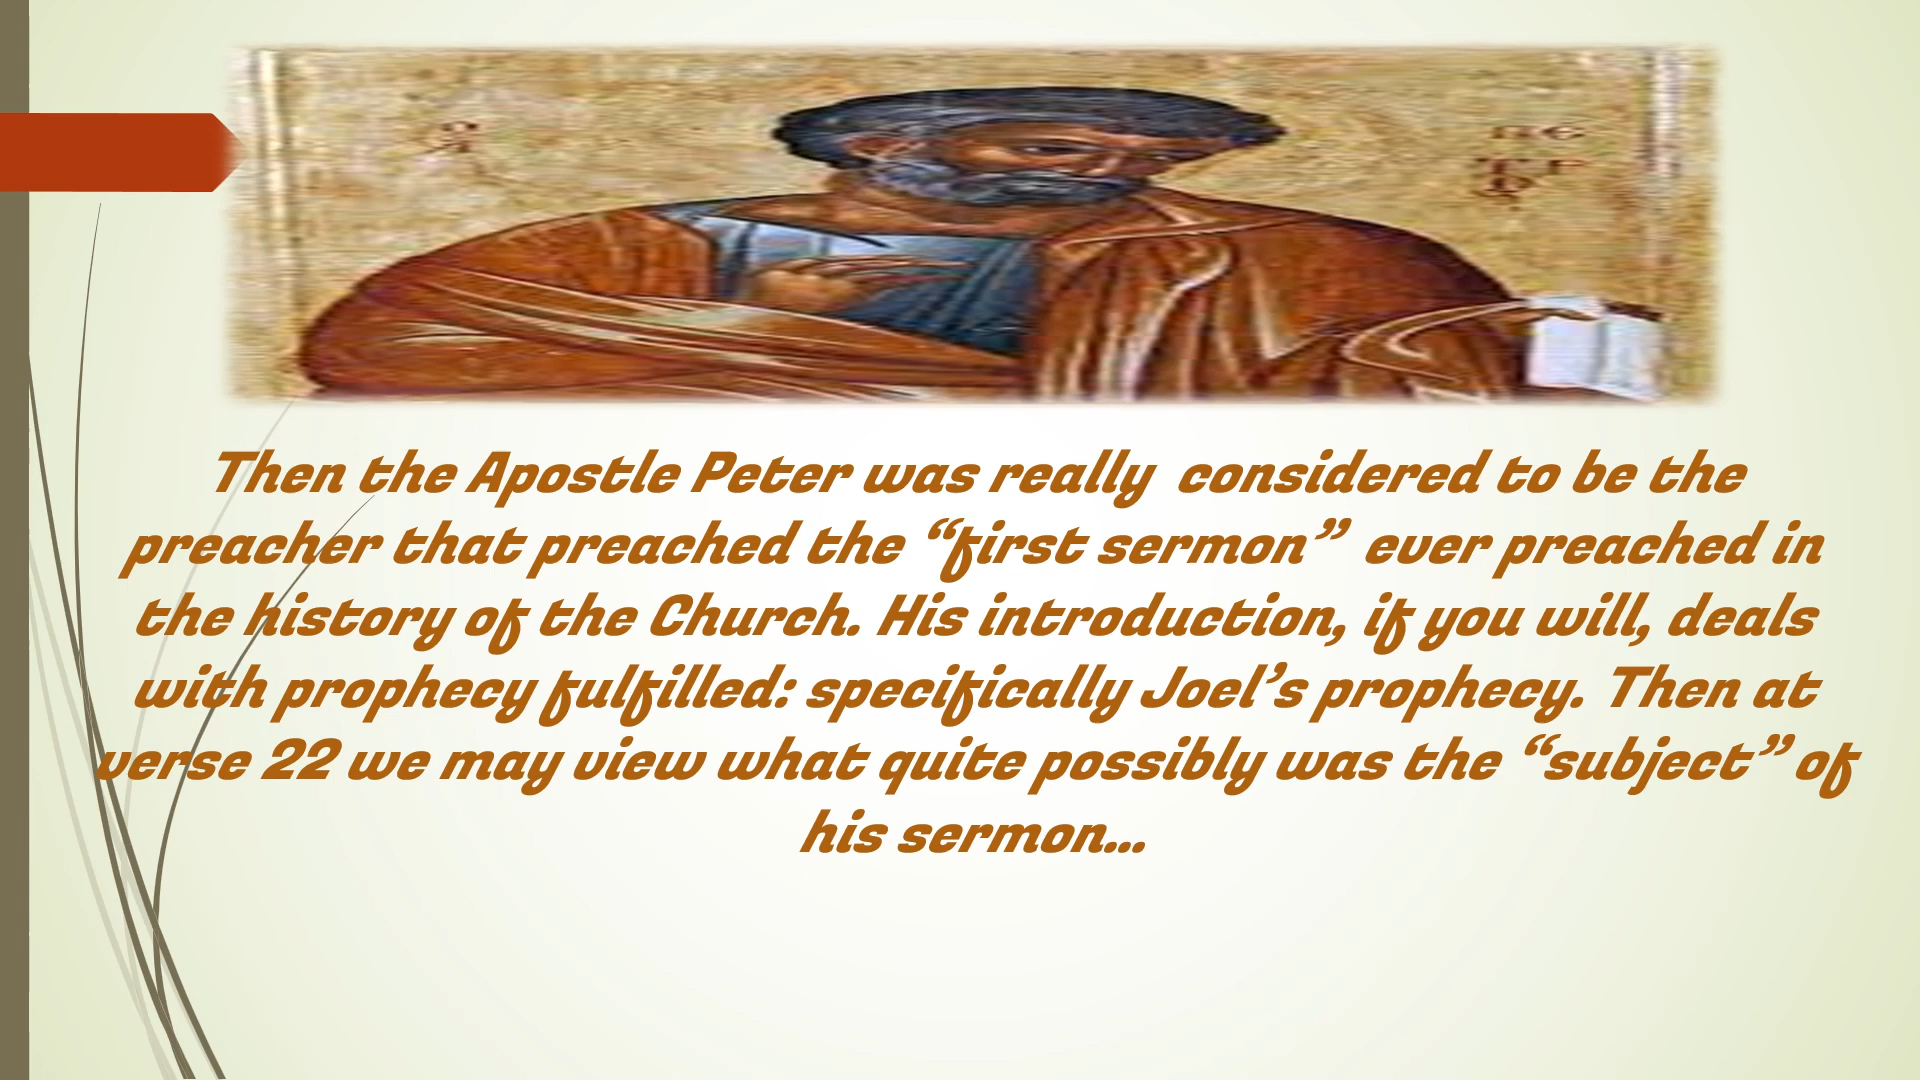 Then the Apostle Peter was really  considered to be the
preacher that preached the “first sermon”  ever preached in
the history of the Church. His introduction, if you will, deals
with prophecy fulfilled: specifically Joel’s prophecy. Then at
verse 22 we may view what quite possibly was the “subject” of
his sermon…